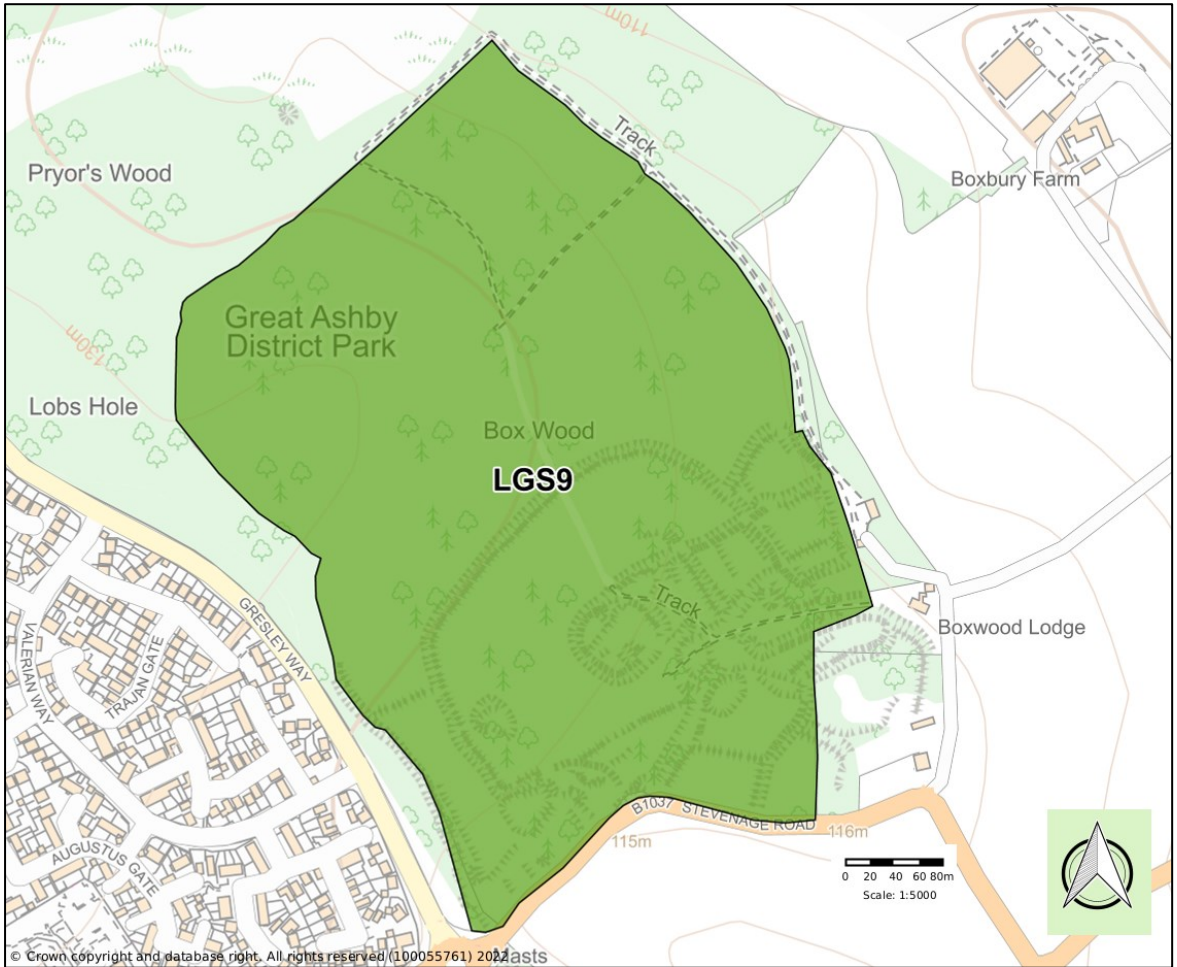 110m
Track
Pryor's Wood
Boxbury Farm
Great Ashby
District Park
130m
Lobs Hole
Box Wood
LGS9
GRESLEY WAY
VALERIAN WAY
TRAJAN GATE
Track
Boxwood Lodge
B1037 STEVENAGE ROAD
116m
115m
AUGUSTUS GATE
0 20 40 60 80m
Scale: 1:5000
Masts
© Crown copyright and database right. All rights reserved (100055761) 2022